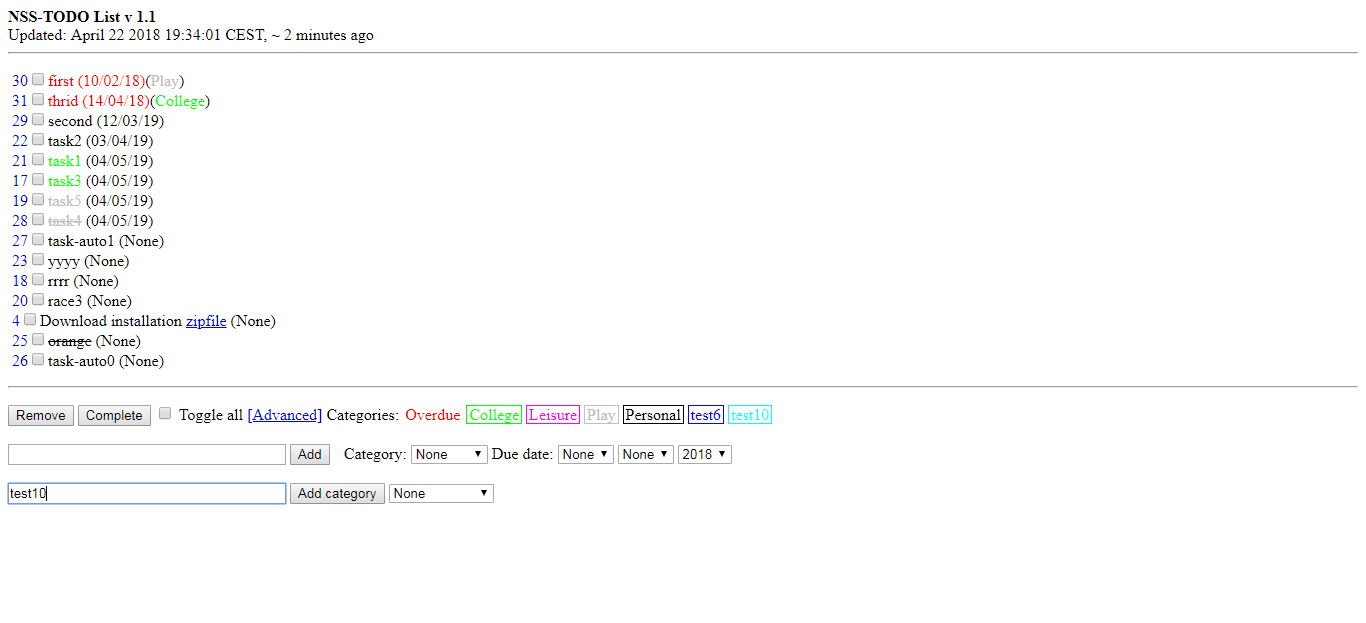 NSS-TODO List v 1.1
Updated: April 22 2018 19:34:01 CEST, ~ 2 minutes ago
30 first (10/02/18)(Play)
31 thrid (14/04/18)(College)
29 second (12/03/19)
22 task2 (03/04/19)
21 task1 (04/05/19)
17 task3 (04/05/19)
19 task5 (04/05/19)
28 task4 (04/05/19)
27 task-auto1 (None)
23 yyyy (None)
18 rrrr (None)
20 race3 (None)
4 Download installation zipfile (None)
25 orange (None)
26 task-auto0 (None)
Remove Complete Toggle all [Advanced] Categories: Overdue College Leisure Play Personal test6 test10
Add Category: None Due date: None None 2018
test10 Add category None